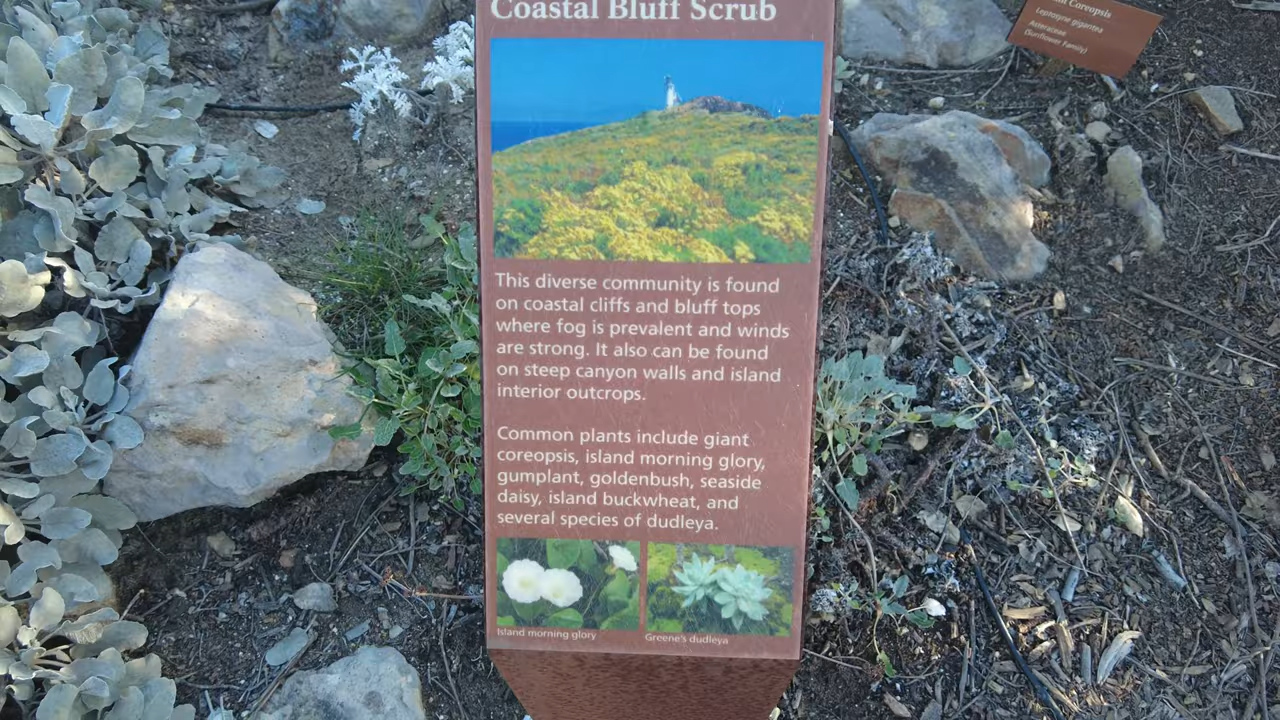 Coastal Bluff Scrub
This diverse community is found
on coastal cliffs and bluff tops
where fog is prevalent and winds
are strong. It also can be found
on steep canyon walls and island
interior outcrops.
Common plants include giant
coreopsis, island morning glory,
gumplant, goldenbush, seaside
daisy, island buckwheat, and
several species of dudleya.
Island morning glory
Greene's dudleya
Coreopsis
Leptosyne gigantea
Asteraceae
(Sunflower Family)